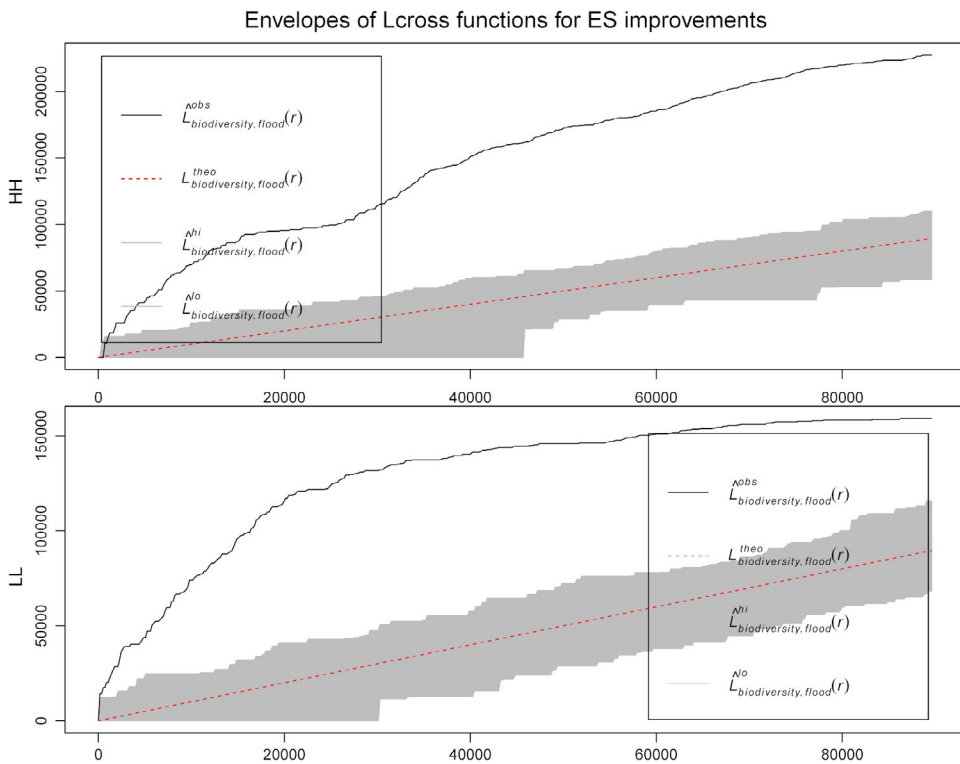 Envelopes of Lcross functions for ES improvements
HH
200000
150000
100000
50000
0
L̂ᵒᵇˢ biodiversity, flood(r)
Lᵗʰᵉᵒ biodiversity, flood(r)
L̂ʰⁱ biodiversity, flood(r)
L̂ˡᵒ biodiversity, flood(r)
0 20000 40000 60000 80000
LL
150000
100000
50000
0
L̂ᵒᵇˢ biodiversity, flood(r)
Lᵗʰᵉᵒ biodiversity, flood(r)
L̂ʰⁱ biodiversity, flood(r)
L̂ˡᵒ biodiversity, flood(r)
0 20000 40000 60000 80000